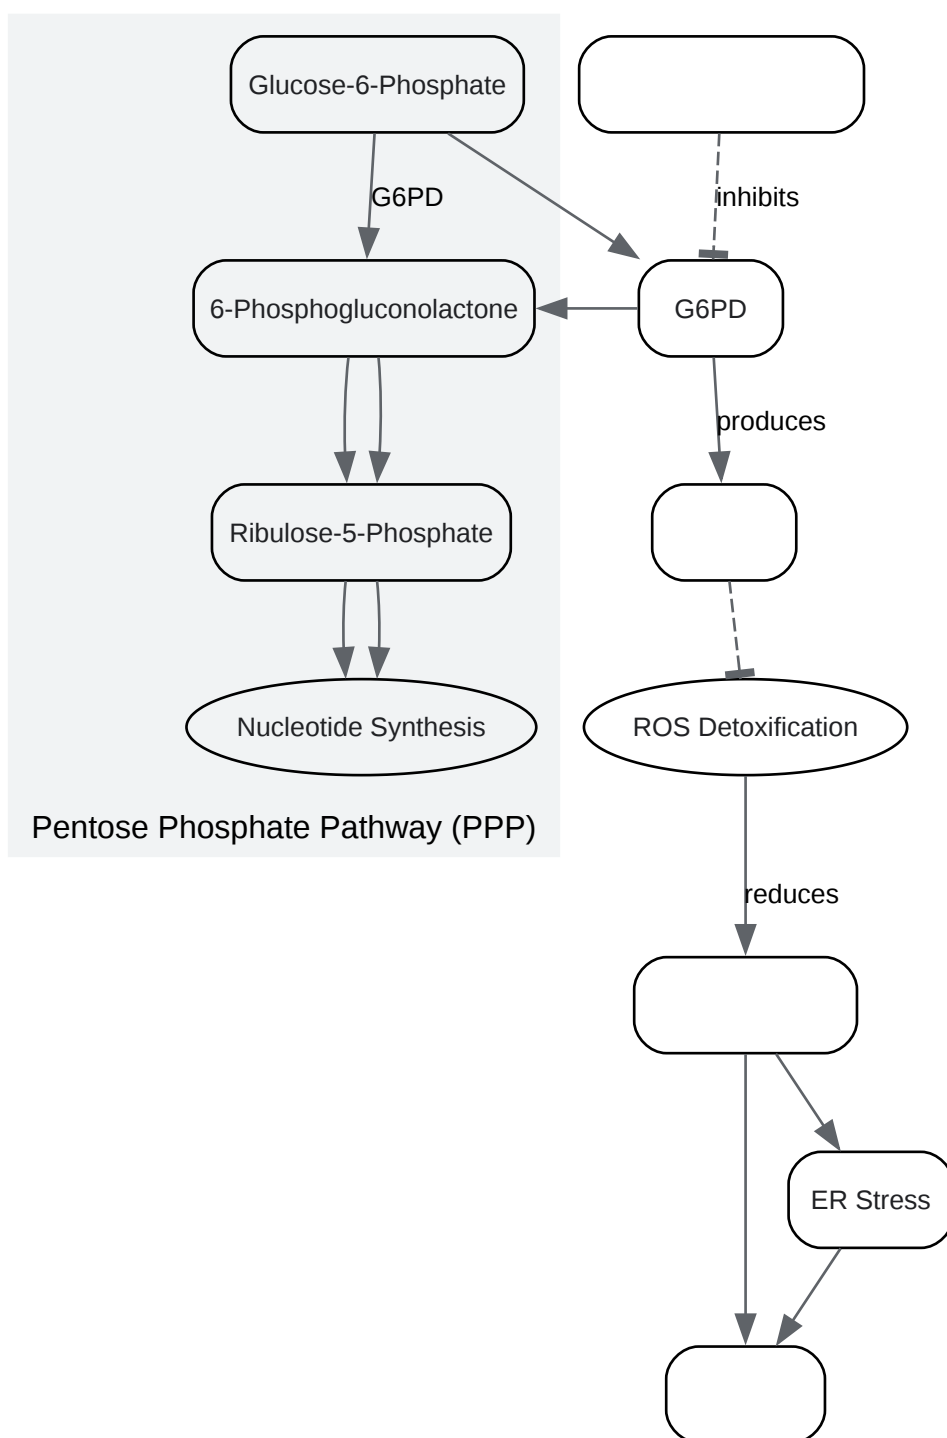 Glucose-6-Phosphate
G6PD
inhibits
6-Phosphogluconolactone
G6PD
produces
Ribulose-5-Phosphate
Nucleotide Synthesis
ROS Detoxification
Pentose Phosphate Pathway (PPP)
reduces
ER Stress